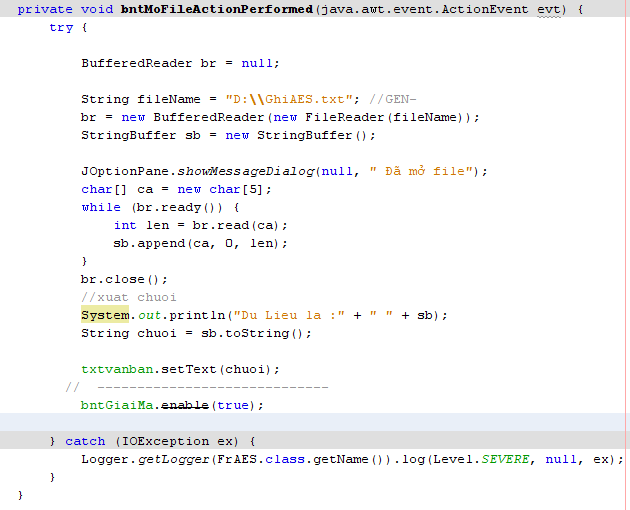 private void bntMoFileActionPerformed(java.awt.event.ActionEvent evt) {
try {
BufferedReader br = null;
String fileName = "D:\\GhiAES.txt"; //GEN-
br = new BufferedReader(new FileReader(fileName));
StringBuffer sb = new StringBuffer();
JOptionPane.showMessageDialog(null, " Đã mở file");
char[] ca = new char[5];
while (br.ready()) {
int len = br.read(ca);
sb.append(ca, 0, len);
}
br.close();
//xuat chuoi
System.out.println("Du Lieu la :" + " " + sb);
String chuoi = sb.toString();
txtvanban.setText(chuoi);
// ----------------------------
bntGiaiMa.enable(true);
} catch (IOException ex) {
Logger.getLogger(FrAES.class.getName()).log(Level.SEVERE, null, ex);
}
}